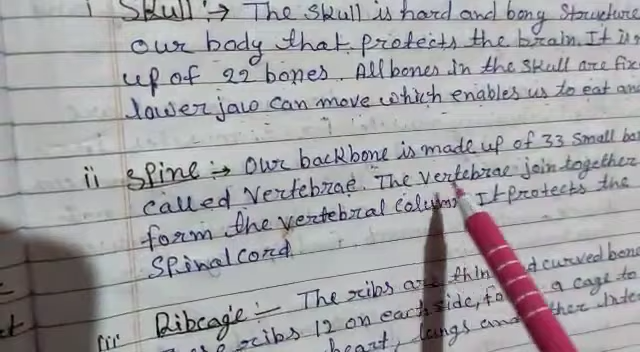 i Skull :→ The skull is hard and bony structure
our body that protects the brain. It is
up of 22 bones. All bones in the skull are fix
lower jaw can move which enables us to eat and
ii Spine :→ Our backbone is made up of 33 small bo
called vertebrae. The vertebrae join together
form the vertebral column. It protects the
Spinal cord
iii Ribcage :— The ribs are thin and curved bone
ribs 12 on each side, fo a cage to
heart, lungs and other inte